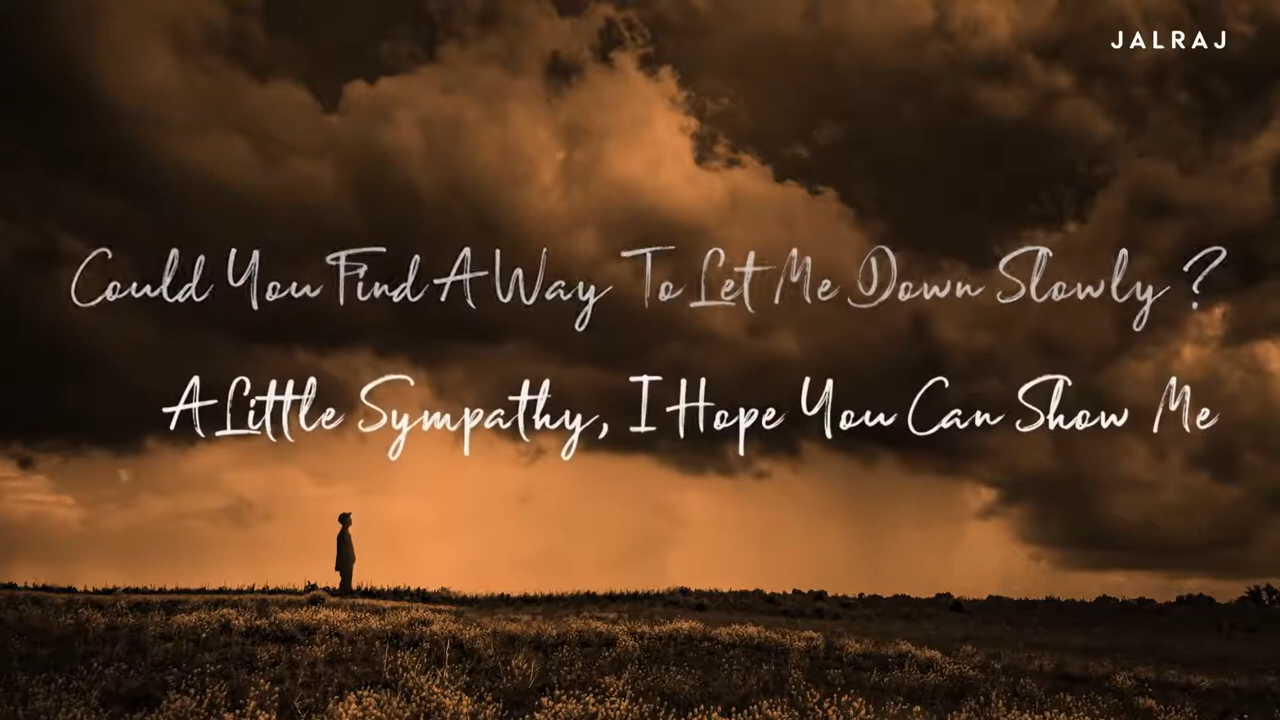 JALRAJ
Could You Find A Way To Let Me Down Slowly ?
A Little Sympathy, I Hope You Can Show Me